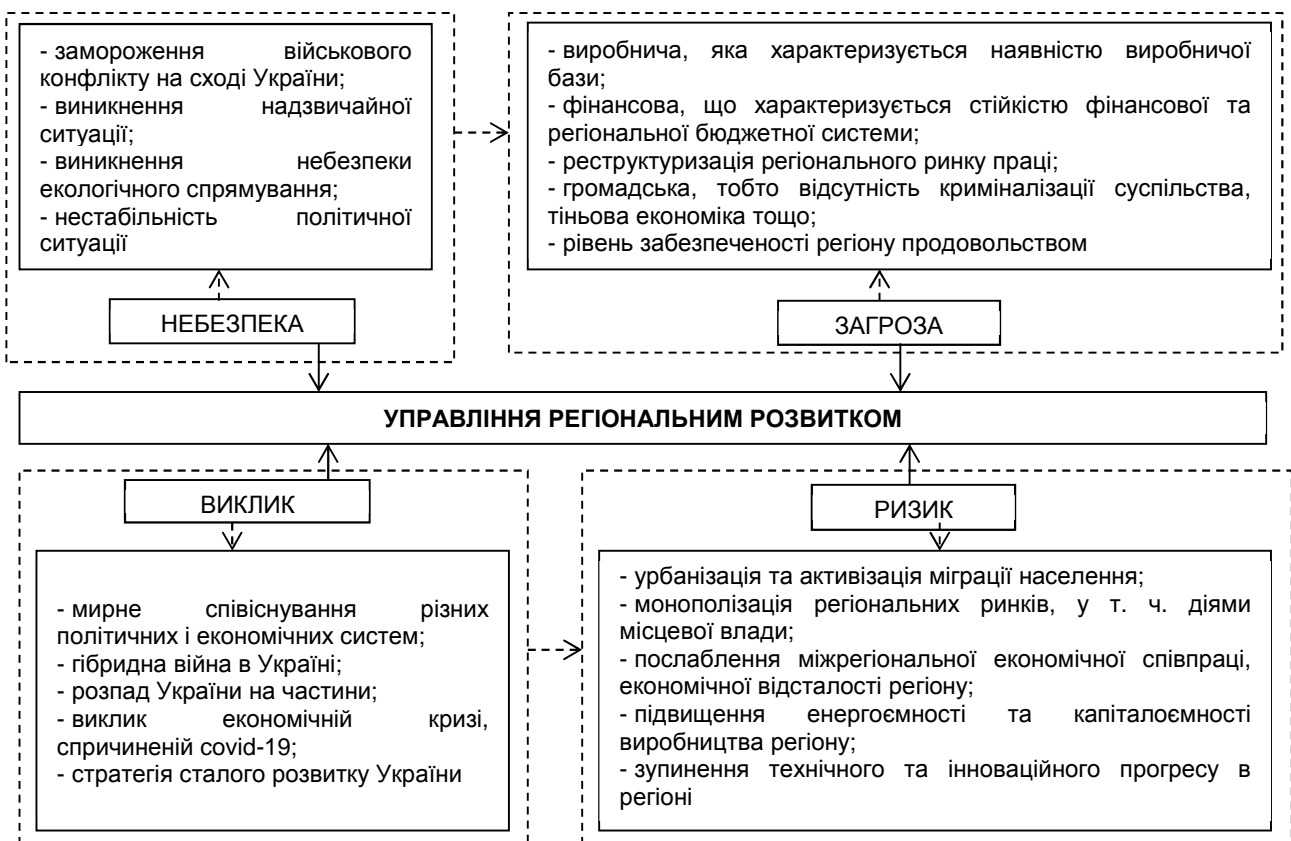 - замороження військового
конфлікту на сході України;
- виникнення надзвичайної
ситуації;
- виникнення небезпеки
екологічного спрямування;
- нестабільність політичної
ситуації
НЕБЕЗПЕКА
- виробнича, яка характеризується наявністю виробничої
бази;
- фінансова, що характеризується стійкістю фінансової та
регіональної бюджетної системи;
- реструктуризація регіонального ринку праці;
- громадська, тобто відсутність криміналізації суспільства,
тіньова економіка тощо;
- рівень забезпеченості регіону продовольством
ЗАГРОЗА
УПРАВЛІННЯ РЕГІОНАЛЬНИМ РОЗВИТКОМ
ВИКЛИК
- мирне співіснування різних
політичних і економічних систем;
- гібридна війна в Україні;
- розпад України на частини;
- виклик економічній кризі,
спричиненій covid-19;
- стратегія сталого розвитку України
РИЗИК
- урбанізація та активізація міграції населення;
- монополізація регіональних ринків, у т. ч. діями
місцевої влади;
- послаблення міжрегіональної економічної співпраці,
економічної відсталості регіону;
- підвищення енергоємності та капіталоємності
виробництва регіону;
- зупинення технічного та інноваційного прогресу в
регіоні